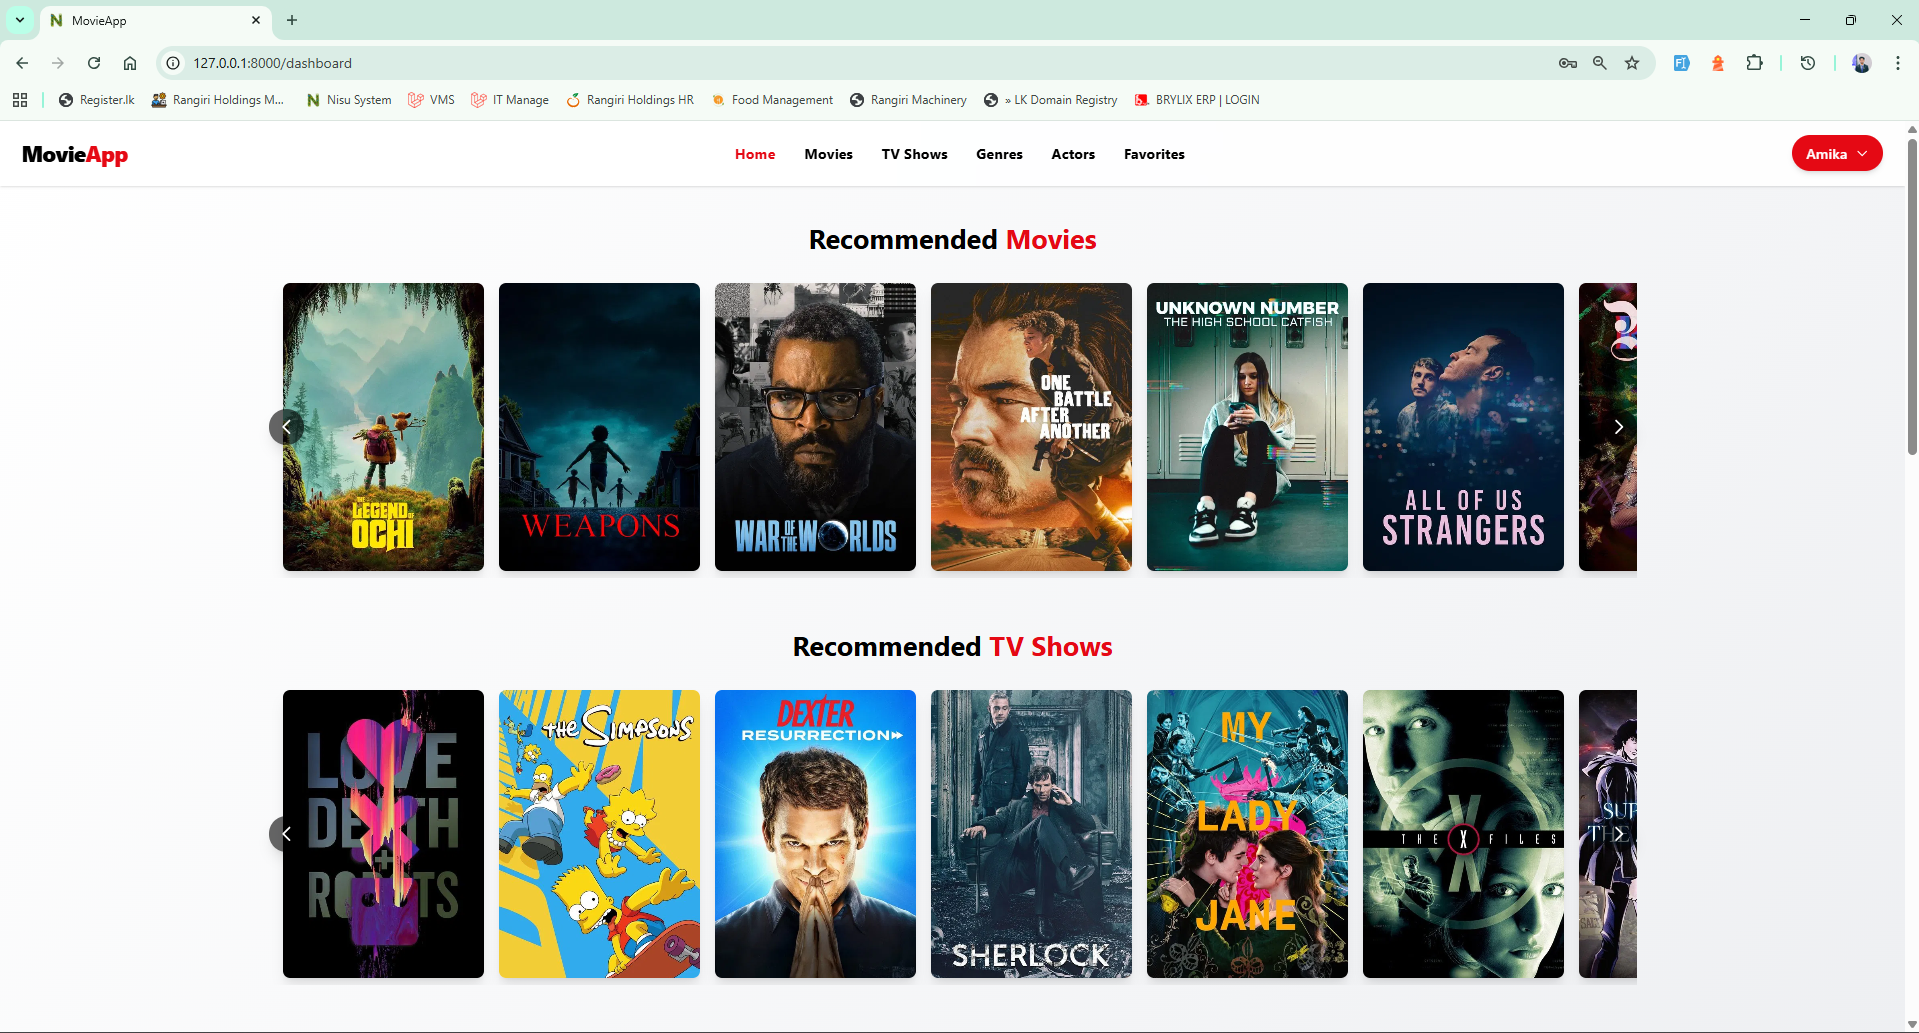 MovieApp
127.0.0.1:8000/dashboard
Register.lk
Rangiri Holdings M...
Nisu System
VMS
IT Manage
Rangiri Holdings HR
Food Management
Rangiri Machinery
» LK Domain Registry
BRYLIX ERP | LOGIN
MovieApp
Home
Movies
TV Shows
Genres
Actors
Favorites
Amika
Recommended Movies
THE
LEGEND OF
OCHI
WEAPONS
WAR OF THE WORLDS
ONE
BATTLE
AFTER
ANOTHER
UNKNOWN NUMBER
THE HIGH SCHOOL CATFISH
ALL OF US
STRANGERS
Recommended TV Shows
LOVE
DEATH
+
ROBOTS
THE SIMPSONS
DEXTER
RESURRECTION
SHERLOCK
MY
LADY
JANE
THE X FILES
SUP
THE